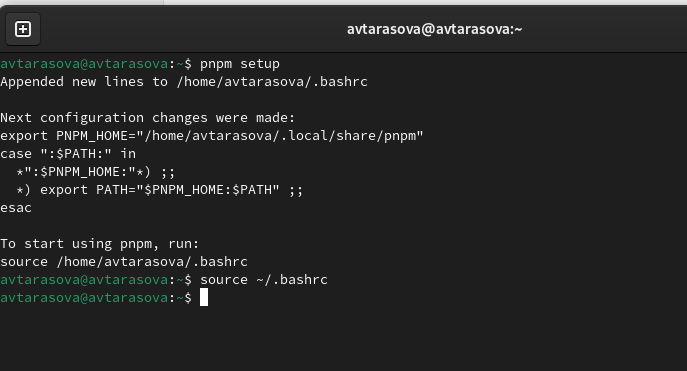 avtarasova@avtarasova:~
avtarasova@avtarasova:~$ pnpm setup
Appended new lines to /home/avtarasova/.bashrc

Next configuration changes were made:
export PNPM_HOME="/home/avtarasova/.local/share/pnpm"
case ":$PATH:" in
  *":$PNPM_HOME:"*) ;;
  *) export PATH="$PNPM_HOME:$PATH" ;;
esac

To start using pnpm, run:
source /home/avtarasova/.bashrc
avtarasova@avtarasova:~$ source ~/.bashrc
avtarasova@avtarasova:~$